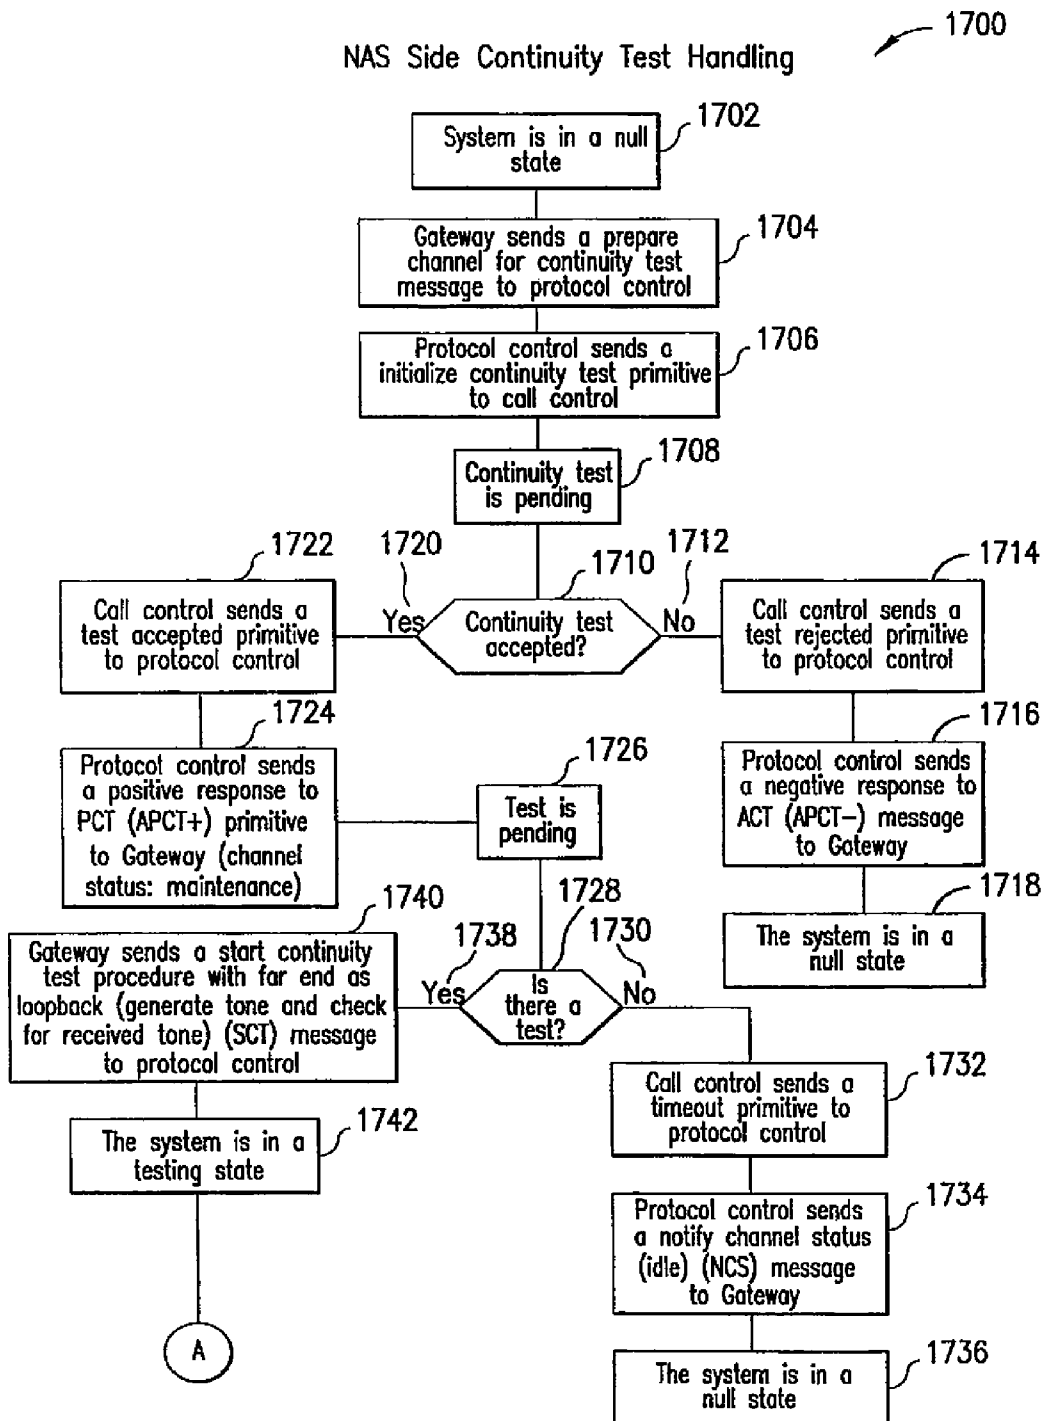 1700
NAS Side Continuity Test Handling
1702
System is in a null
state
1704
Gateway sends a prepare
channel for continuity test
message to protocol control
1706
Protocol control sends a
initialize continuity test primitive
to call control
1708
Continuity test
is pending
1722
1720
1710
1712
1714
Call control sends a
test accepted primitive
to protocol control
Yes
Continuity test
accepted?
No
Call control sends a
test rejected primitive
to protocol control
1724
Protocol control sends
a positive response to
PCT (APCT+) primitive
to Gateway (channel
status: maintenance)
1726
Test is
pending
1716
Protocol control sends
a negative response to
ACT (APCT–) message
to Gateway
1718
The system is in a
null state
1740
1738
1728
1730
Gateway sends a start continuity
test procedure with far end as
loopback (generate tone and check
for received tone) (SCT) message
to protocol control
Yes
Is
there a
test?
No
1732
Call control sends a
timeout primitive to
protocol control
1742
The system is in a
testing state
1734
Protocol control sends
a notify channel status
(idle) (NCS) message
to Gateway
A
1736
The system is in a
null state